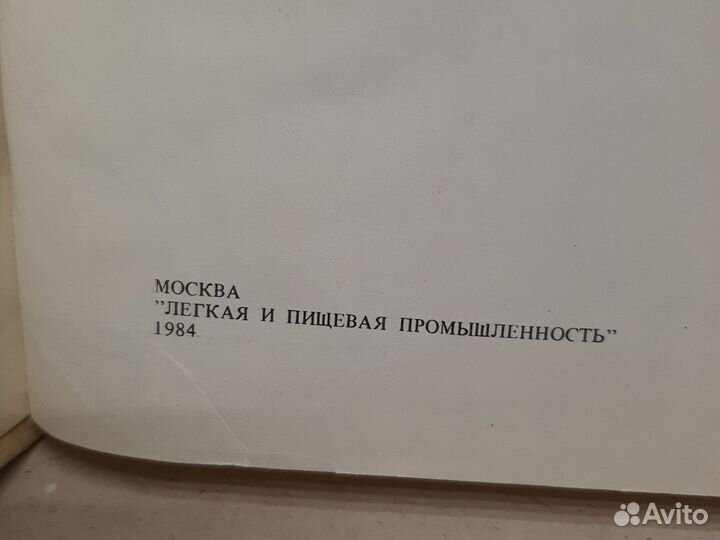 МОСКВА
”ЛЕГКАЯ И ПИЩЕВАЯ ПРОМЫШЛЕННОСТЬ”
1984
Avito